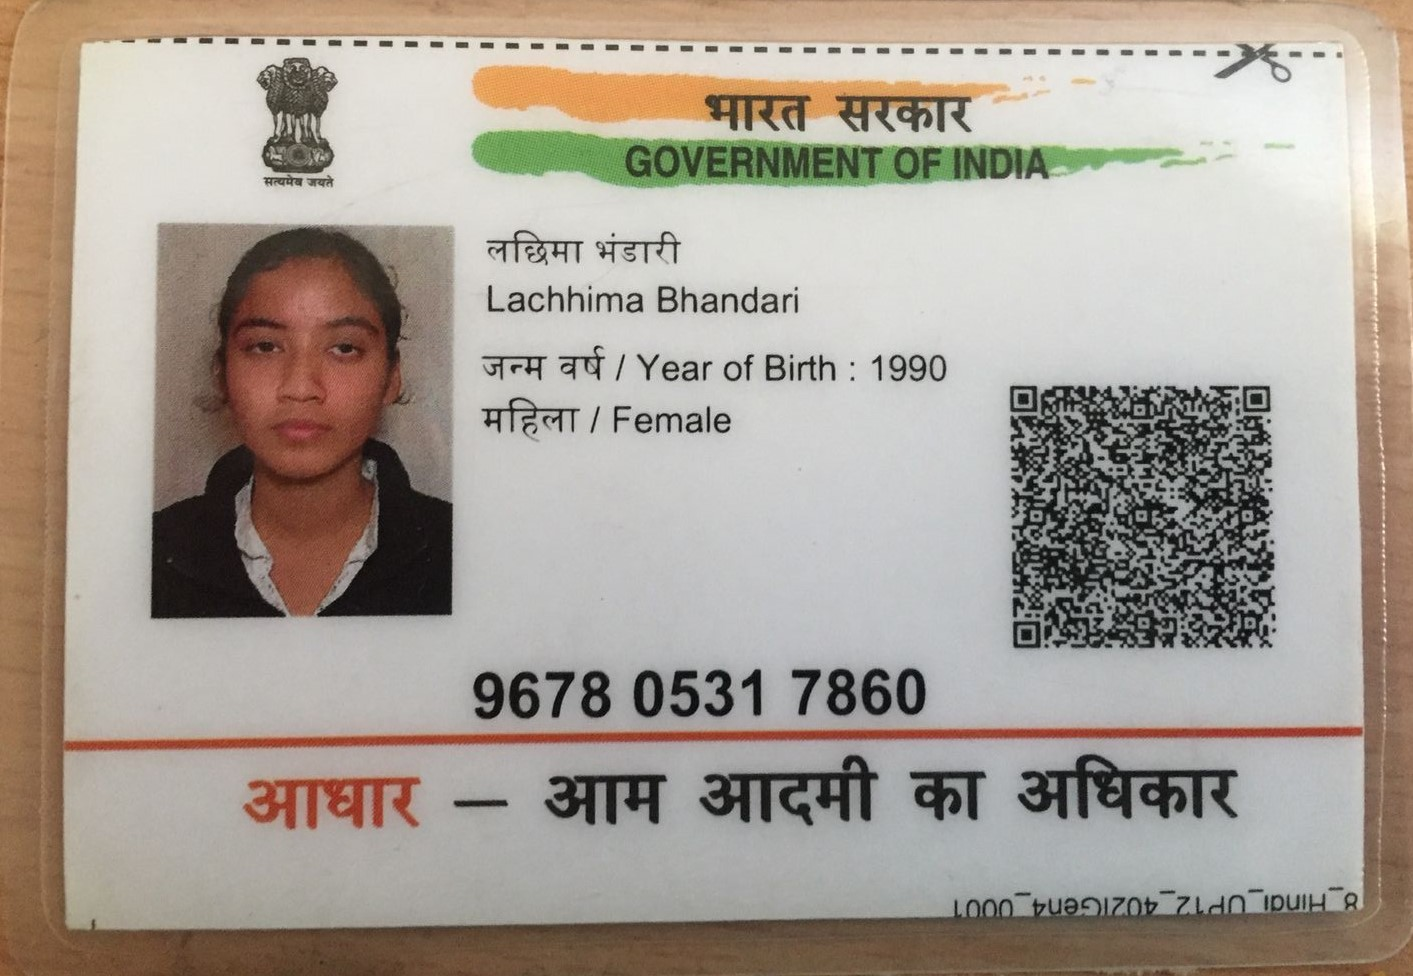 भारत सरकार
GOVERNMENT OF INDIA
सत्यमेव जयते
लछिमा भंडारी
Lachhima Bhandari
जन्म वर्ष / Year of Birth : 1990
महिला / Female
9678 0531 7860
आधार — आम आदमी का अधिकार
8_Hindi_UP12_402IGen4_0001